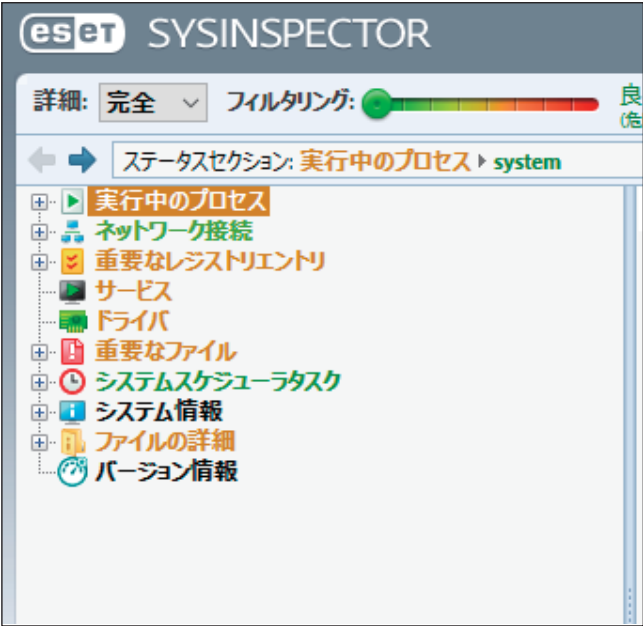 eset SYSINSPECTOR
詳細: 完全 フィルタリング: 良
(危
ステータスセクション: 実行中のプロセス system
実行中のプロセス
ネットワーク接続
重要なレジストリエントリ
サービス
ドライバ
重要なファイル
システムスケジューラタスク
システム情報
ファイルの詳細
バージョン情報